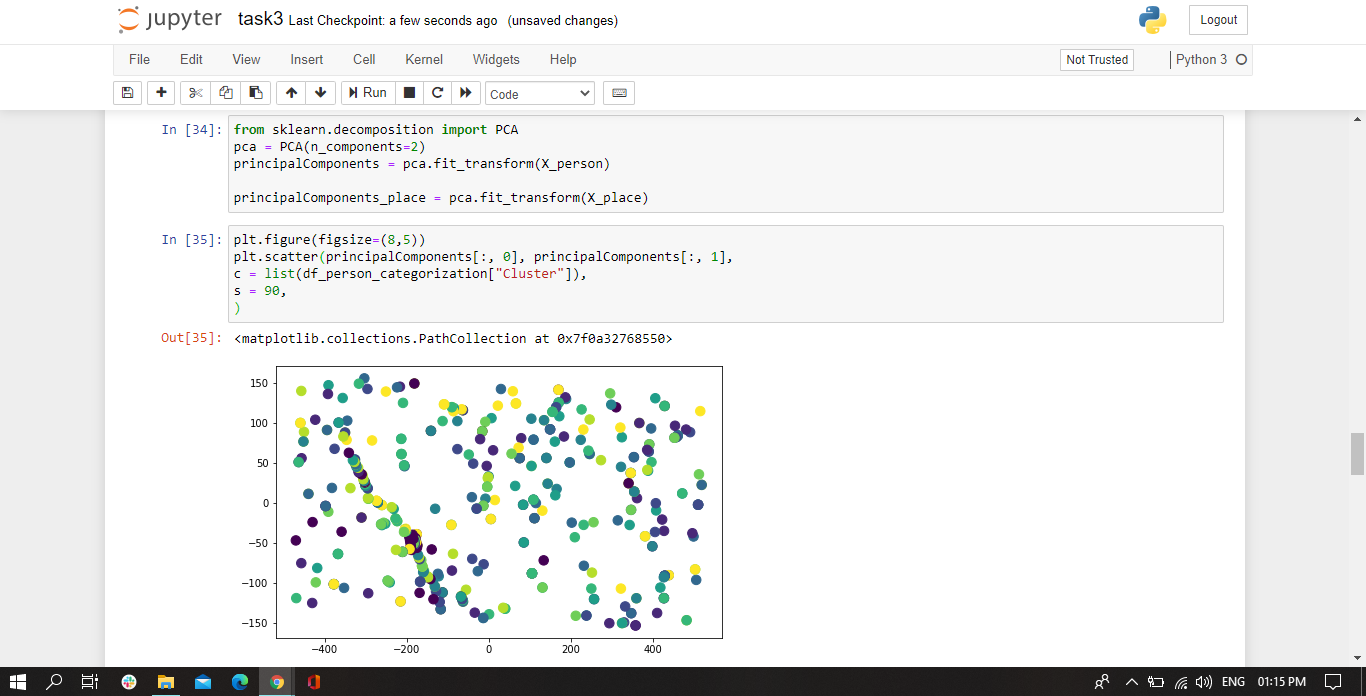 jupyter task3 Last Checkpoint: a few seconds ago (unsaved changes)
Logout
File Edit View Insert Cell Kernel Widgets Help
Not Trusted
Python 3
Run
Code
In [34]:
from sklearn.decomposition import PCA
pca = PCA(n_components=2)
principalComponents = pca.fit_transform(X_person)
principalComponents_place = pca.fit_transform(X_place)
In [35]:
plt.figure(figsize=(8,5))
plt.scatter(principalComponents[:, 0], principalComponents[:, 1],
c = list(df_person_categorization["Cluster"]),
s = 90,
)
Out[35]:
<matplotlib.collections.PathCollection at 0x7f0a32768550>
150
100
50
0
−50
−100
−150
−400 −200 0 200 400
ENG 01:15 PM